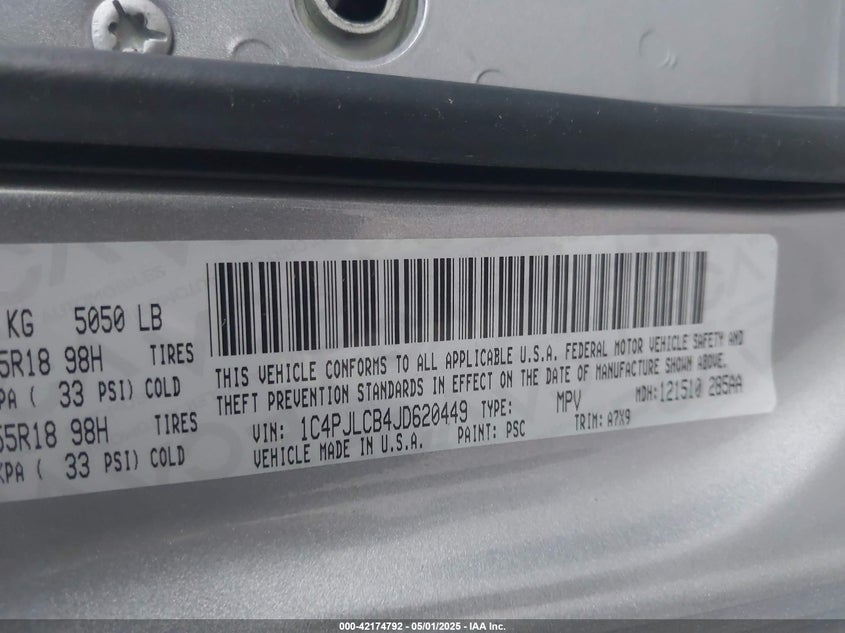 KG 5050 LB
5R18 98H TIRES
PA ( 33 PSI) COLD
55R18 98H TIRES
KPA ( 33 PSI) COLD
THIS VEHICLE CONFORMS TO ALL APPLICABLE U.S.A. FEDERAL MOTOR VEHICLE SAFETY AND
THEFT PREVENTION STANDARDS IN EFFECT ON THE DATE OF MANUFACTURE SHOWN ABOVE.
VIN: 1C4PJLCB4JD620449 TYPE: MPV MDH: 121510 285AA
VEHICLE MADE IN U.S.A. PAINT: PSC TRIM: A7X9
000-42174792 - 05/01/2025 - IAA Inc.